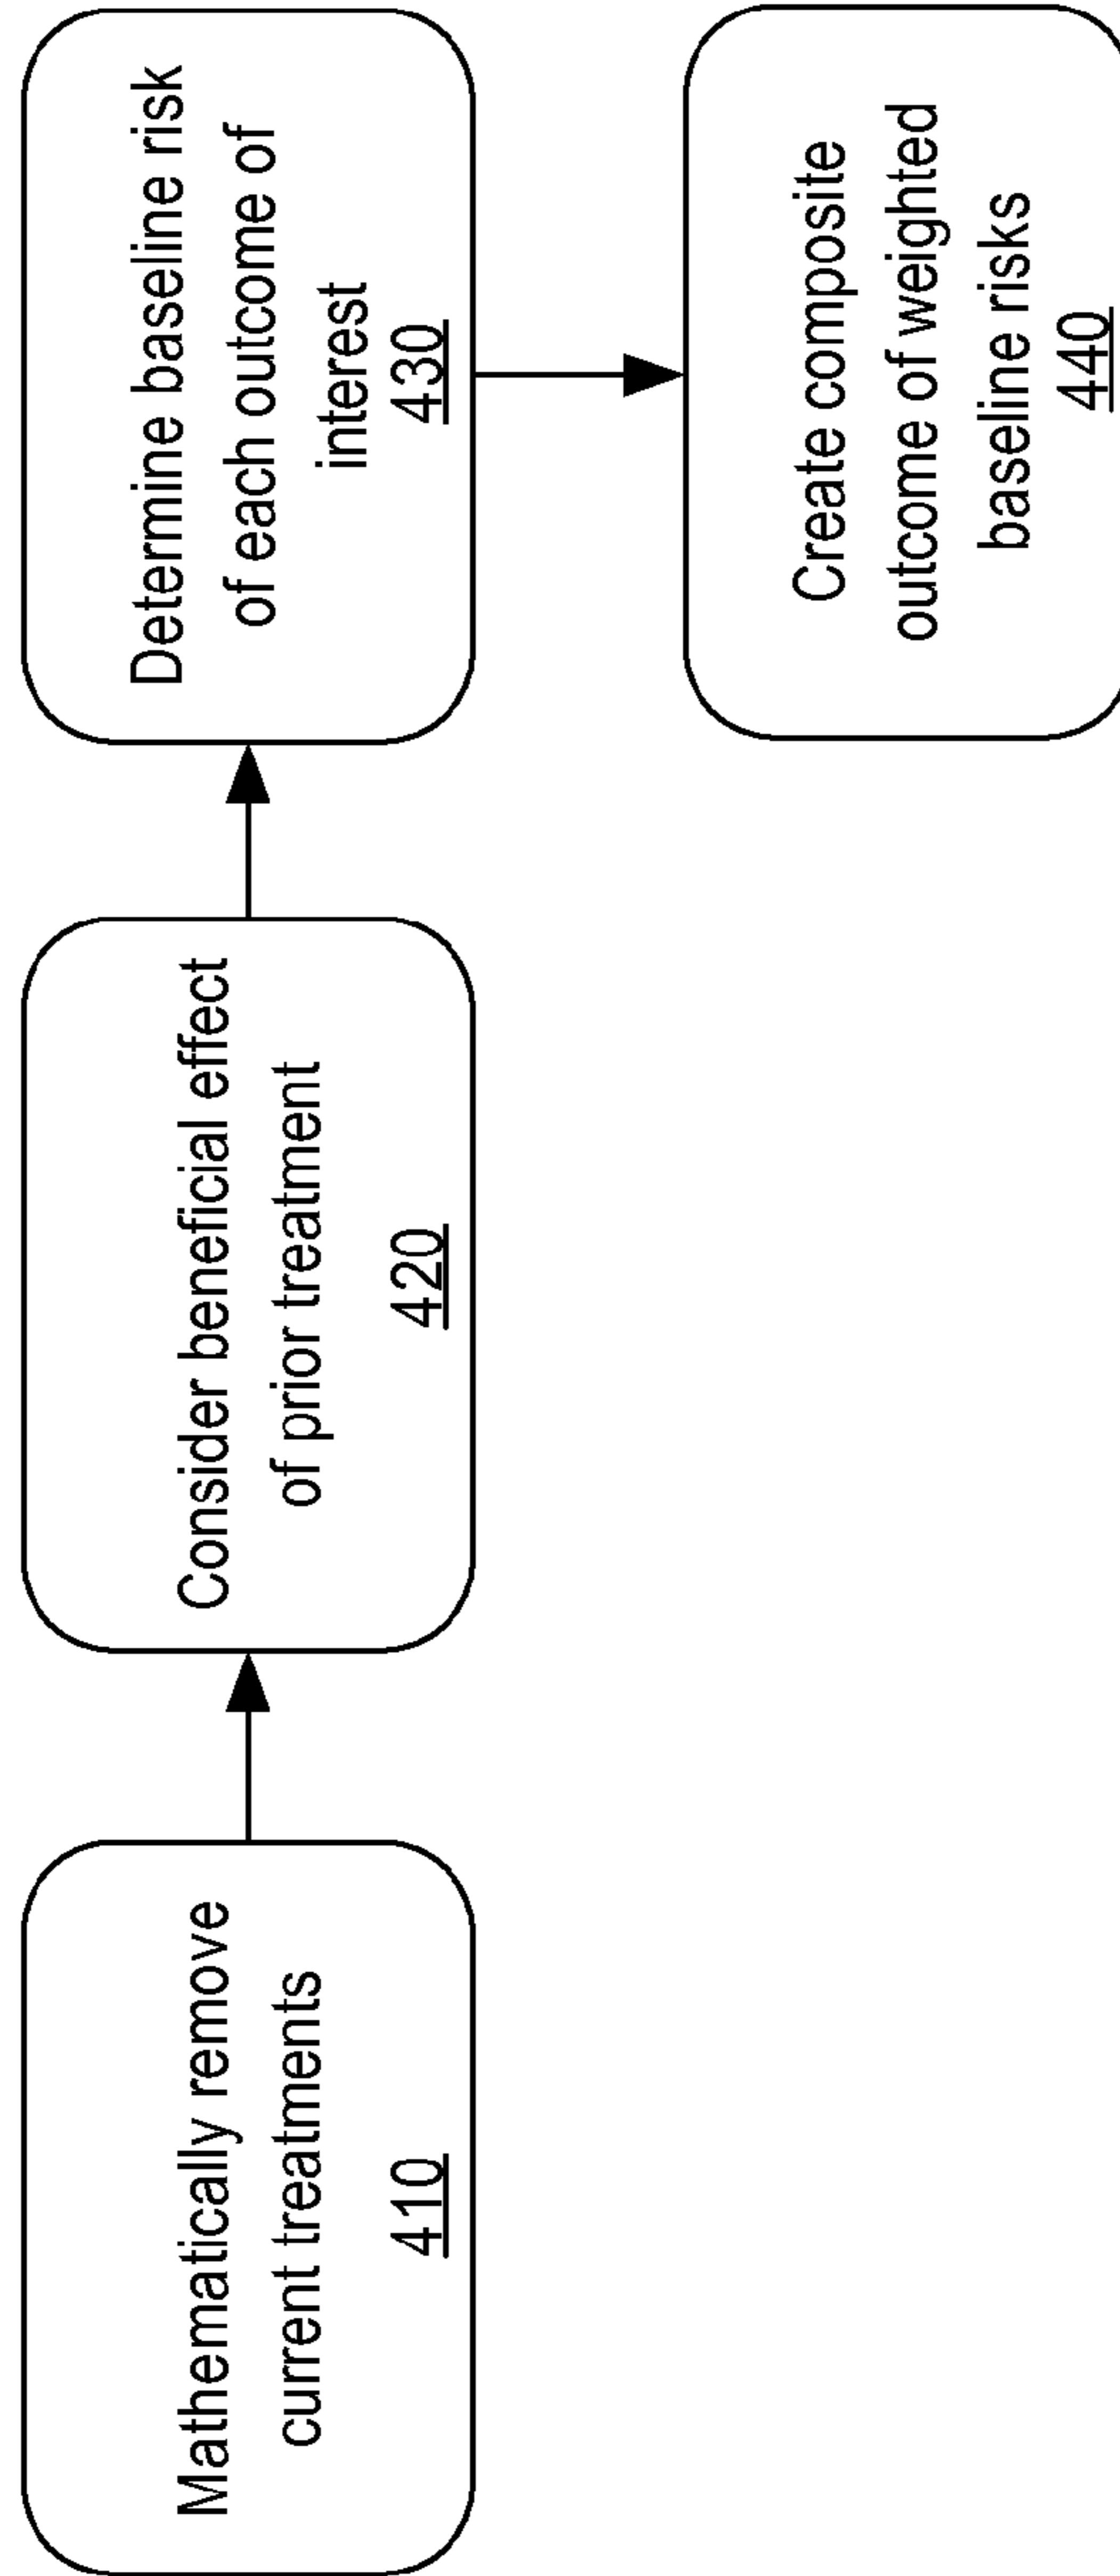 Mathematically remove
current treatments
410
Consider beneficial effect
of prior treatment
420
Determine baseline risk
of each outcome of
interest
430
Create composite
outcome of weighted
baseline risks
440